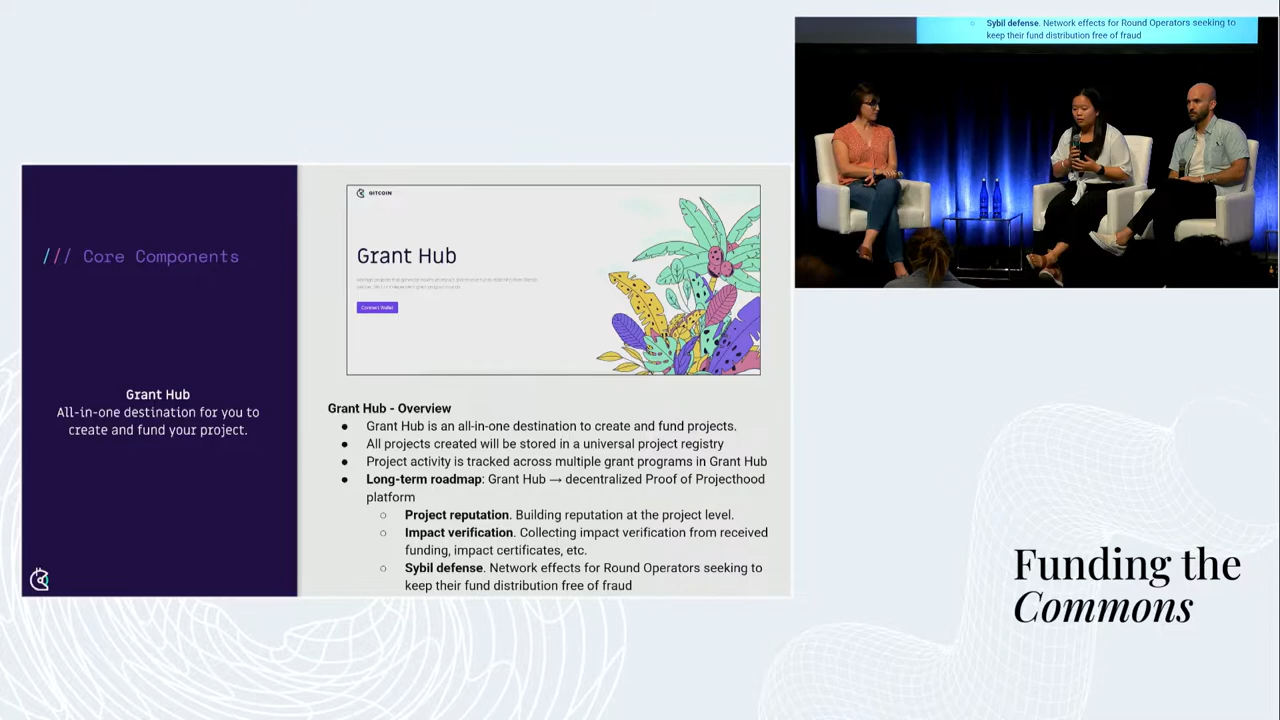 /// Core Components
Grant Hub
All-in-one destination for you to
create and fund your project.
GITCOIN
Grant Hub
Connect Wallet
Grant Hub - Overview
● Grant Hub is an all-in-one destination to create and fund projects.
● All projects created will be stored in a universal project registry
● Project activity is tracked across multiple grant programs in Grant Hub
● Long-term roadmap: Grant Hub → decentralized Proof of Projecthood
platform
○ Project reputation. Building reputation at the project level.
○ Impact verification. Collecting impact verification from received
funding, impact certificates, etc.
○ Sybil defense. Network effects for Round Operators seeking to
keep their fund distribution free of fraud
○ Sybil defense. Network effects for Round Operators seeking to
keep their fund distribution free of fraud
Funding the
Commons